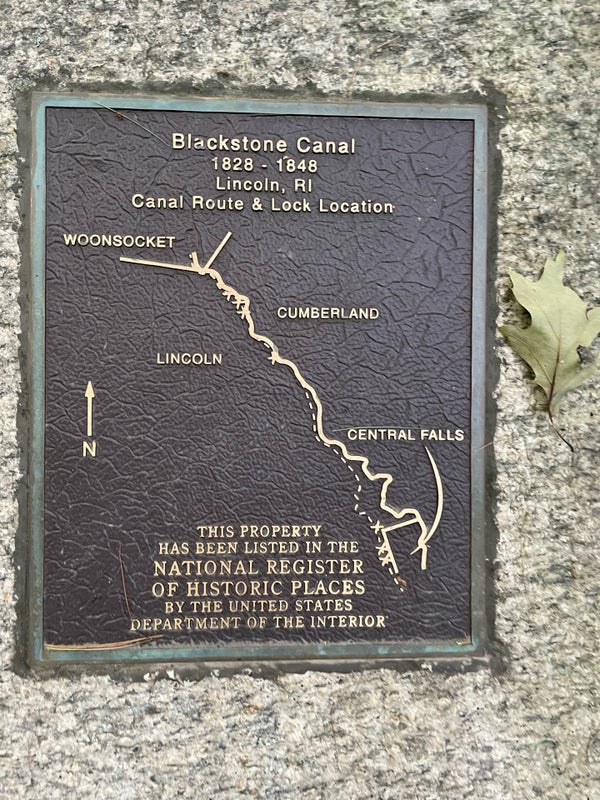 Blackstone Canal
1828 - 1848
Lincoln, RI
Canal Route & Lock Location
WOONSOCKET
CUMBERLAND
LINCOLN
N
CENTRAL FALLS
THIS PROPERTY
HAS BEEN LISTED IN THE
NATIONAL REGISTER
OF HISTORIC PLACES
BY THE UNITED STATES
DEPARTMENT OF THE INTERIOR